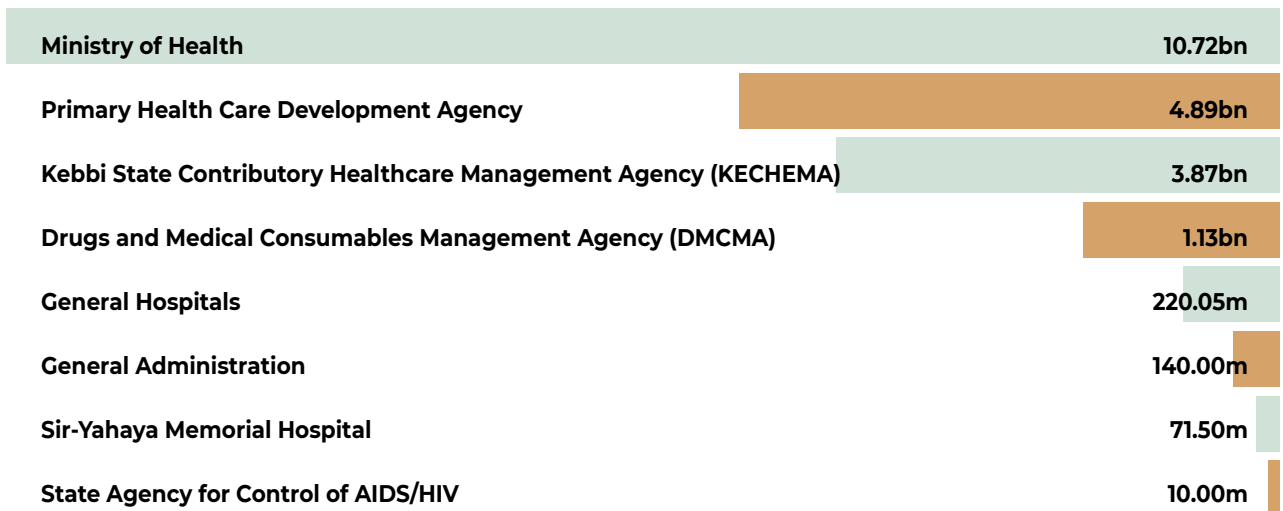 Ministry of Health 10.72bn
Primary Health Care Development Agency 4.89bn
Kebbi State Contributory Healthcare Management Agency (KECHEMA) 3.87bn
Drugs and Medical Consumables Management Agency (DMCMA) 1.13bn
General Hospitals 220.05m
General Administration 140.00m
Sir-Yahaya Memorial Hospital 71.50m
State Agency for Control of AIDS/HIV 10.00m